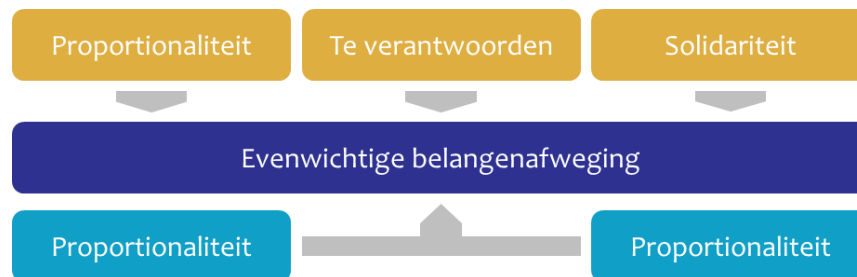 Proportionaliteit
Te verantwoorden
Solidariteit
Evenwichtige belangenafweging
Proportionaliteit
Proportionaliteit